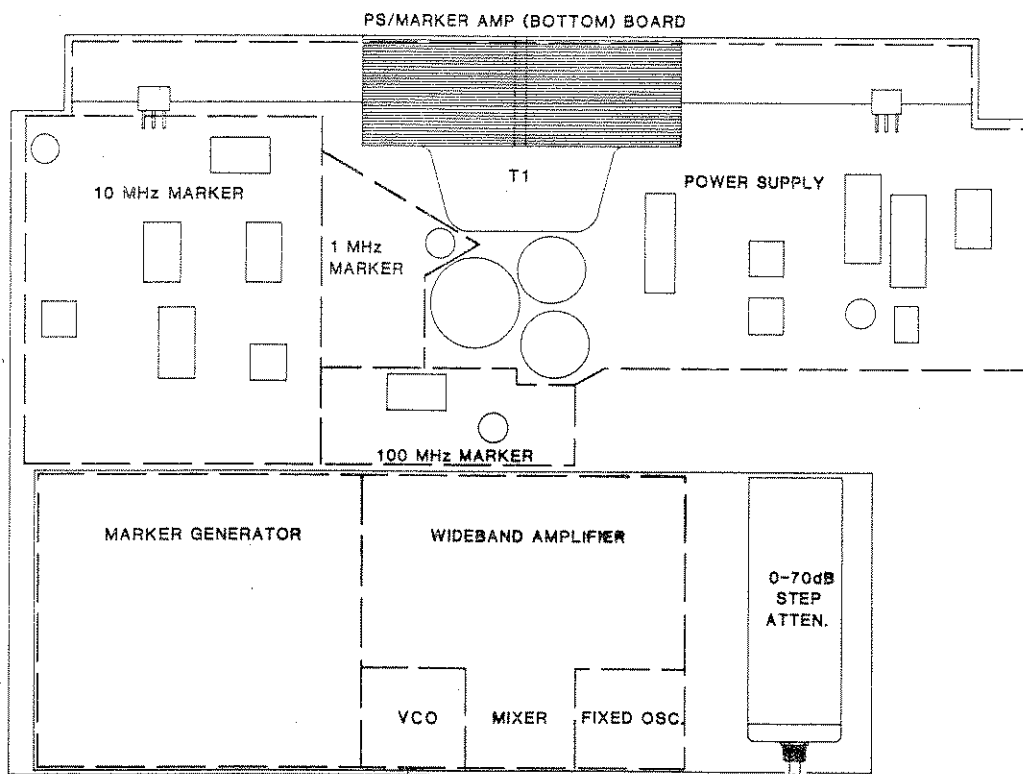 PS/MARKER AMP (BOTTOM) BOARD
T1
10 MHz MARKER
POWER SUPPLY
1 MHz
MARKER
100 MHz MARKER
MARKER GENERATOR
WIDEBAND AMPLIFIER
0-70dB
STEP
ATTEN.
VCO
MIXER
FIXED OSC.